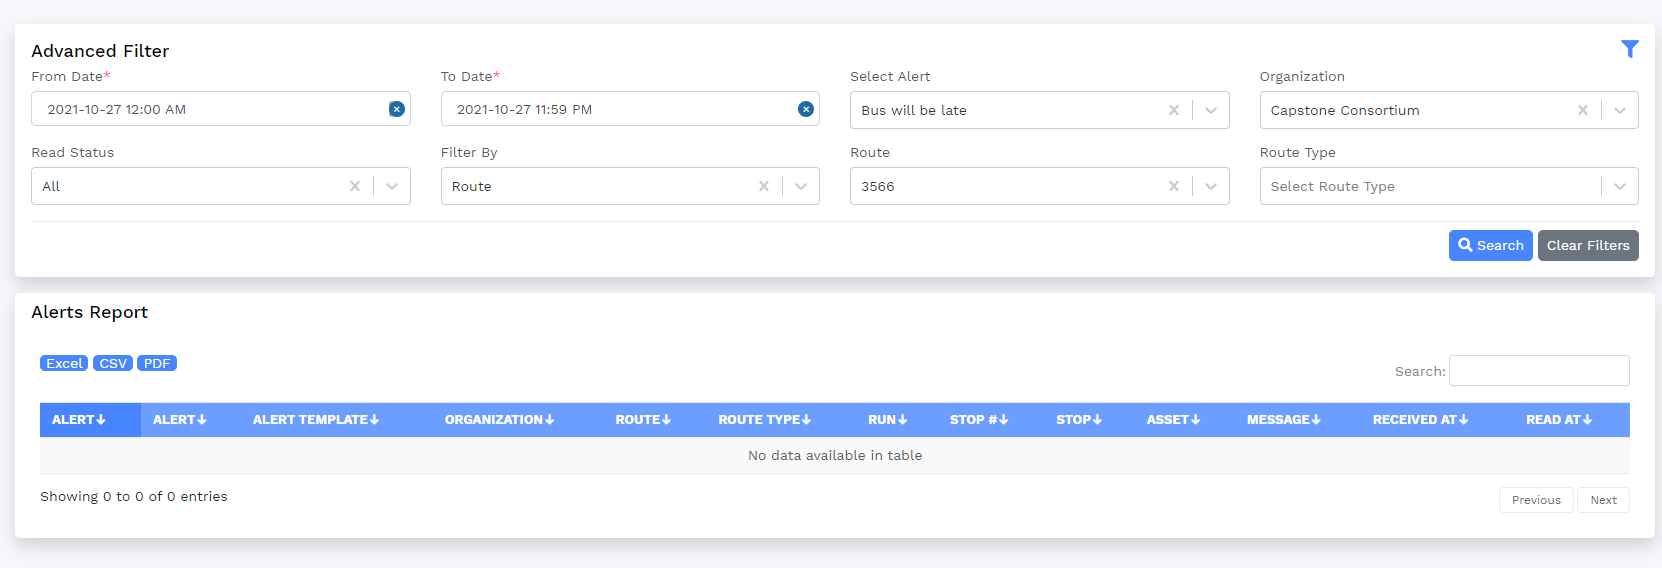 Advanced Filter
From Date* To Date* Select Alert Organization
2021-10-27 12:00 AM 2021-10-27 11:59 PM Bus will be late Capstone Consortium
Read Status Filter By Route Route Type
All Route 3566 Select Route Type
Search Clear Filters
Alerts Report
Excel CSV PDF
Search:
ALERT ALERT ALERT TEMPLATE ORGANIZATION ROUTE ROUTE TYPE RUN STOP # STOP ASSET MESSAGE RECEIVED AT READ AT
No data available in table
Showing 0 to 0 of 0 entries
Previous Next